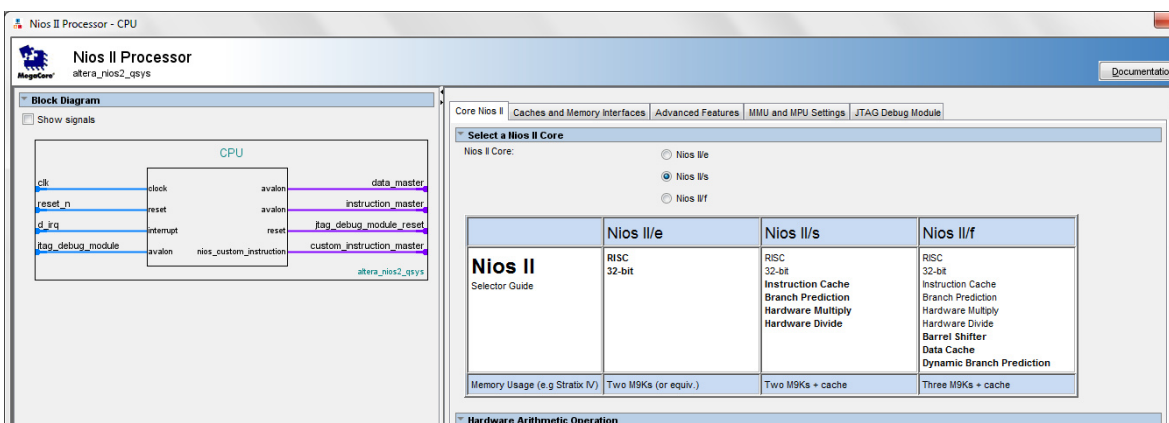 Nios II Processor - CPU
Nios II Processor
altera_nios2_qsys
MegaCore'
Documentatio
Block Diagram
Show signals
CPU
clk
clock
avalon
data_master
reset_n
reset
avalon
instruction_master
d_irq
interrupt
reset
jtag_debug_module_reset
jtag_debug_module
avalon
nios_custom_instruction
custom_instruction_master
altera_nios2_qsys
Core Nios II
Caches and Memory Interfaces
Advanced Features
MMU and MPU Settings
JTAG Debug Module
Select a Nios II Core
Nios II Core:
Nios II/e
Nios II/s
Nios II/f
Nios II/e
Nios II/s
Nios II/f
Nios II
Selector Guide
RISC
32-bit
RISC
32-bit
Instruction Cache
Branch Prediction
Hardware Multiply
Hardware Divide
RISC
32-bit
Instruction Cache
Branch Prediction
Hardware Multiply
Hardware Divide
Barrel Shifter
Data Cache
Dynamic Branch Prediction
Memory Usage (e.g Stratix IV)
Two M9Ks (or equiv.)
Two M9Ks + cache
Three M9Ks + cache
Hardware Arithmetic Operation